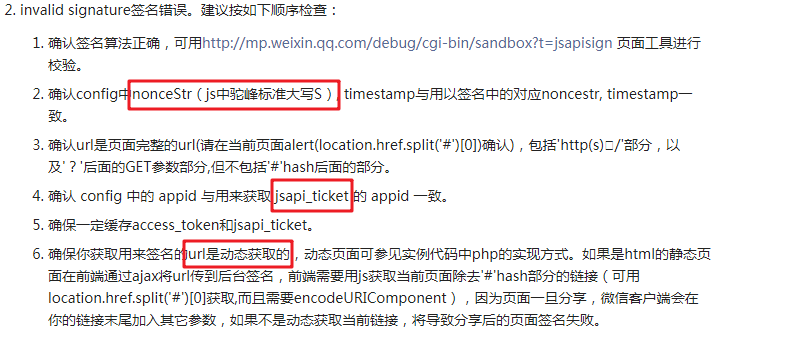 2. invalid signature签名错误。建议按如下顺序检查：
1. 确认签名算法正确，可用http://mp.weixin.qq.com/debug/cgi-bin/sandbox?t=jsapisign 页面工具进行
校验。
2. 确认config中nonceStr（js中驼峰标准大写S）, timestamp与用以签名中的对应noncestr, timestamp一
致。
3. 确认url是页面完整的url(请在当前页面alert(location.href.split('#')[0])确认)，包括'http(s)://'部分，以
及'？'后面的GET参数部分,但不包括'#'hash后面的部分。
4. 确认 config 中的 appid 与用来获取 jsapi_ticket 的 appid 一致。
5. 确保一定缓存access_token和jsapi_ticket。
6. 确保你获取用来签名的url是动态获取的，动态页面可参见实例代码中php的实现方式。如果是html的静态页
面在前端通过ajax将url传到后台签名，前端需要用js获取当前页面除去'#'hash部分的链接（可用
location.href.split('#')[0]获取,而且需要encodeURIComponent），因为页面一旦分享，微信客户端会在
你的链接末尾加入其它参数，如果不是动态获取当前链接，将导致分享后的页面签名失败。